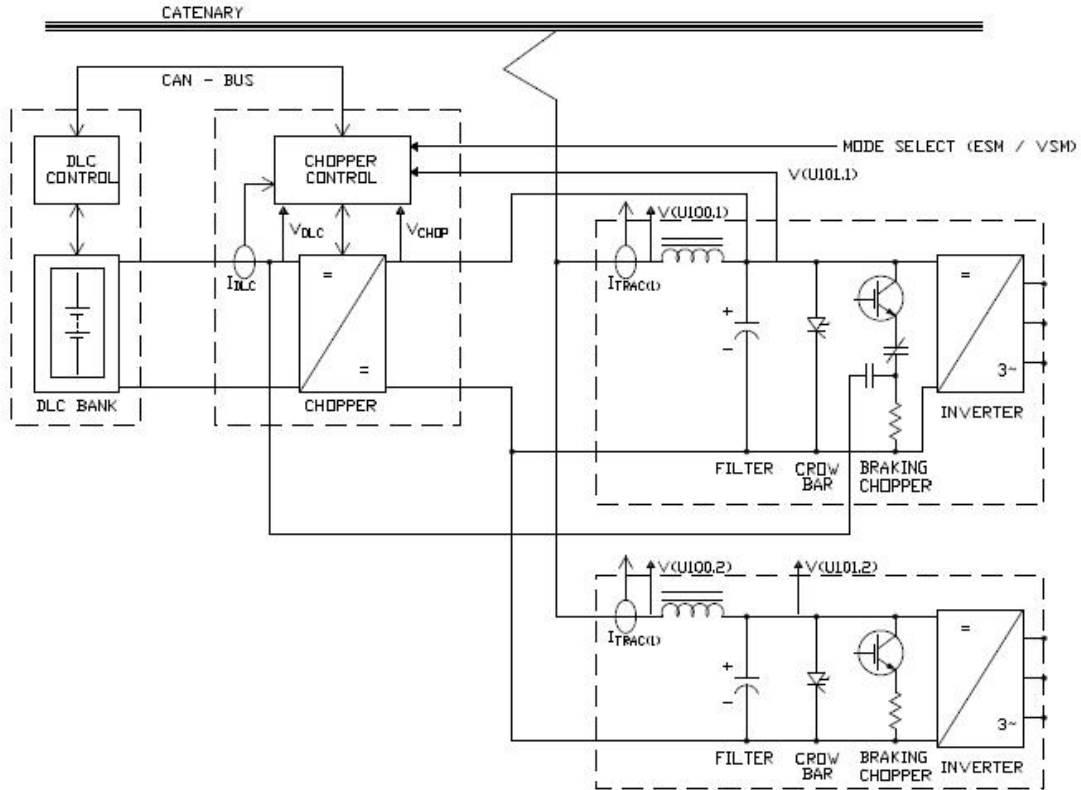 CATENARY
CAN - BUS
DLC
CONTROL
CHOPPER
CONTROL
MODE SELECT (ESM / VSM)
V(U101.1)
VDLC
VCHOP
V(U100.1)
IDLC
ITRAC(1)
=
=
=
3~
+
-
DLC BANK
CHOPPER
INVERTER
FILTER
CROW
BAR
BRAKING
CHOPPER
V(U100.2)
V(U101.2)
ITRAC(1)
=
3~
+
-
FILTER
CROW
BAR
BRAKING
CHOPPER
INVERTER